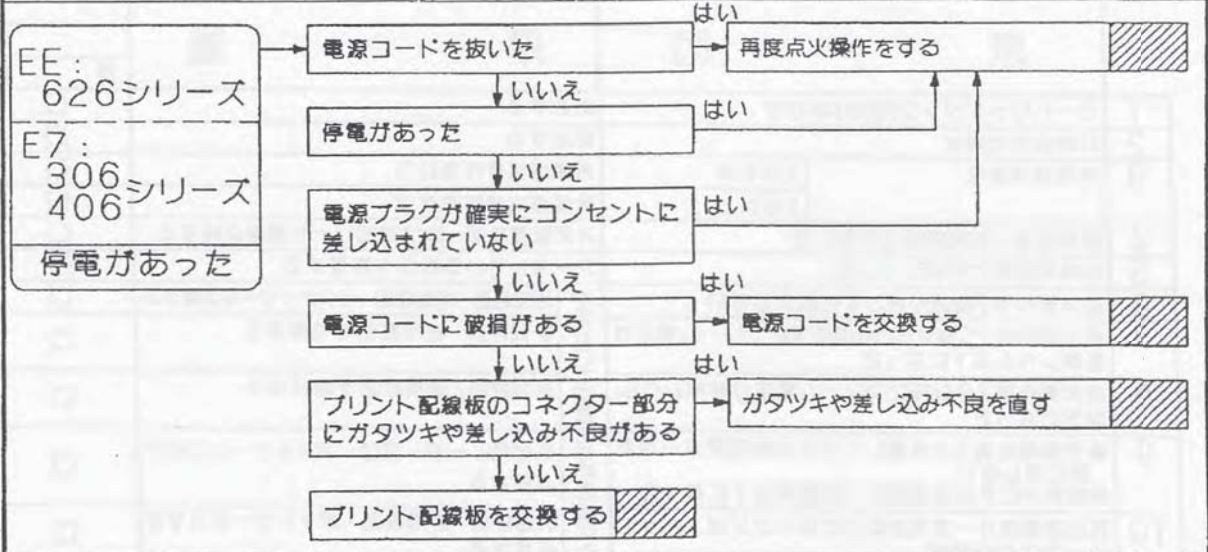 EE:
626シリーズ
E7:
306
406
シリーズ
停電があった
電源コードを抜いた
はい
再度点火操作をする
いいえ
停電があった
はい
いいえ
電源プラグが確実にコンセントに
差し込まれていない
はい
いいえ
電源コードに破損がある
はい
電源コードを交換する
いいえ
プリント配線板のコネクター部分
にガタツキや差し込み不良がある
はい
ガタツキや差し込み不良を直す
いいえ
プリント配線板を交換する